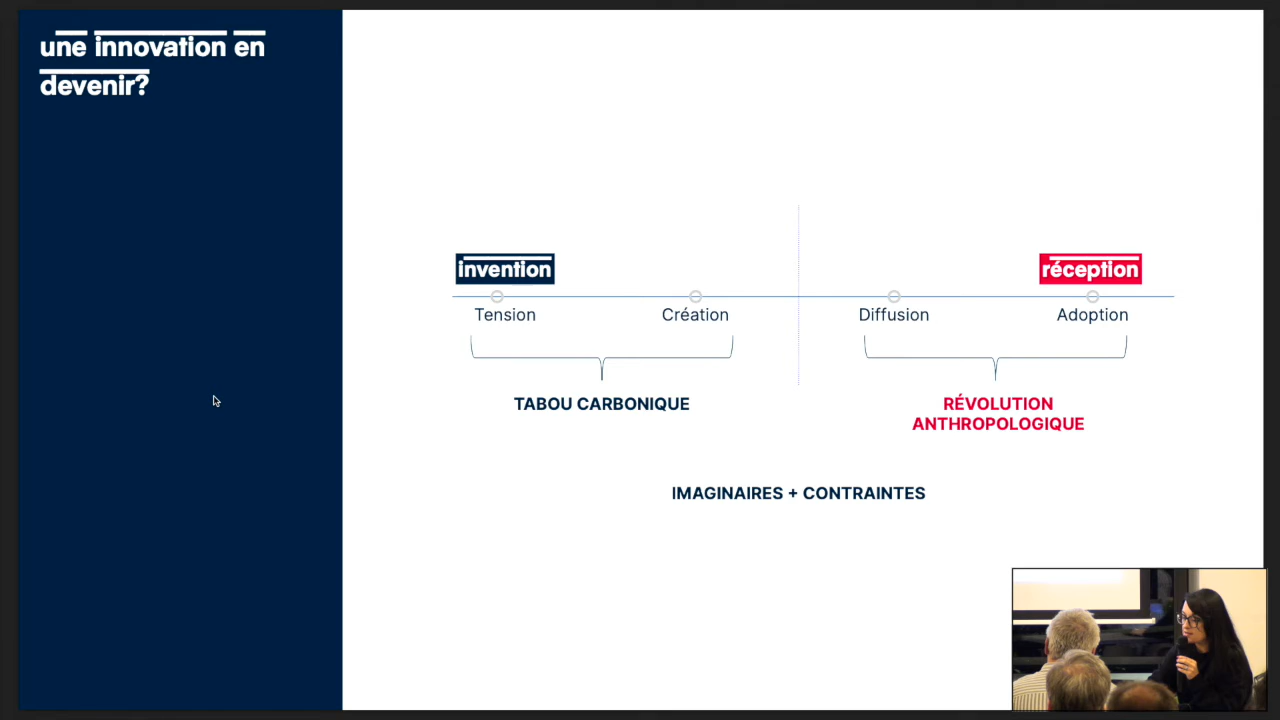 une innovation en
devenir?
invention
réception
Tension
Création
Diffusion
Adoption
TABOU CARBONIQUE
RÉVOLUTION
ANTHROPOLOGIQUE
IMAGINAIRES + CONTRAINTES